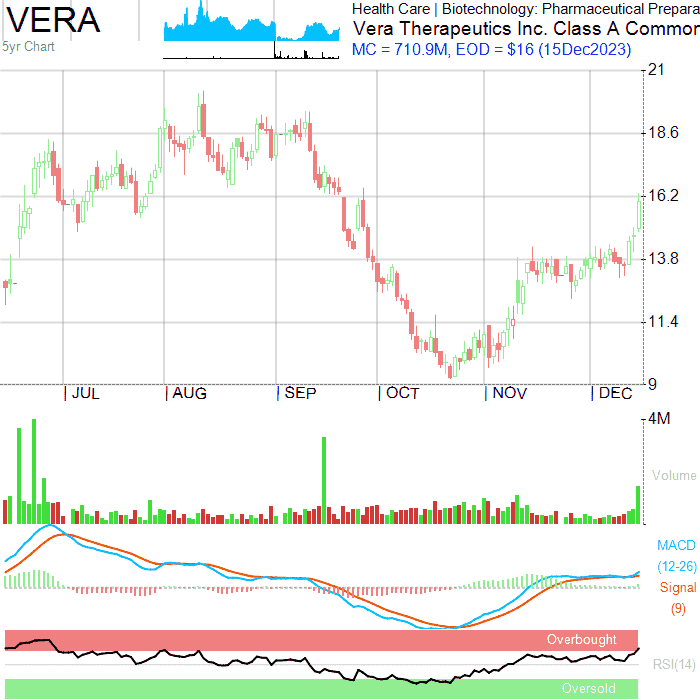 VERA
5yr Chart
Health Care | Biotechnology: Pharmaceutical Prepara
Vera Therapeutics Inc. Class A Common
MC = 710.9M, EOD = $16 (15Dec2023)
21
18.6
16.2
13.8
11.4
9
JUL AUG SEP OCT NOV DEC
4M
Volume
MACD
(12-26)
Signal
(9)
Overbought
RSI(14)
Oversold